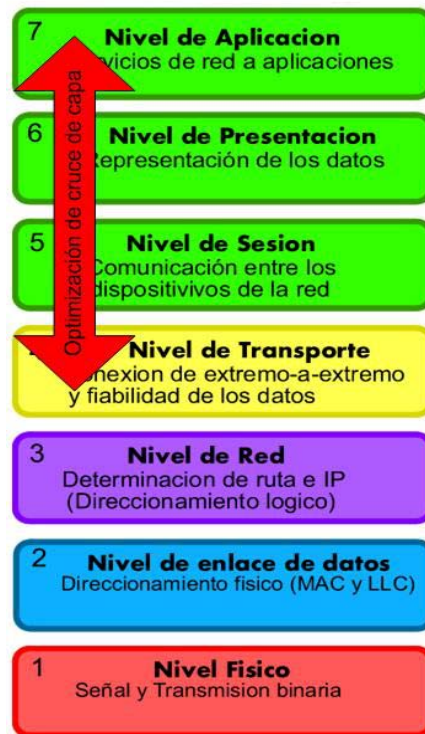 7
Nivel de Aplicacion
vicios de red a aplicaciones
6
Nivel de Presentacion
Representación de los datos
5
Nivel de Sesion
Comunicación entre los
dispositivivos de la red
Nivel de Transporte
onexion de extremo-a-extremo
y fiabilidad de los datos
3
Nivel de Red
Determinacion de ruta e IP
(Direccionamiento logico)
2
Nivel de enlace de datos
Direccionamiento fisico (MAC y LLC)
1
Nivel Fisico
Señal y Transmision binaria
Optimización de cruce de capa